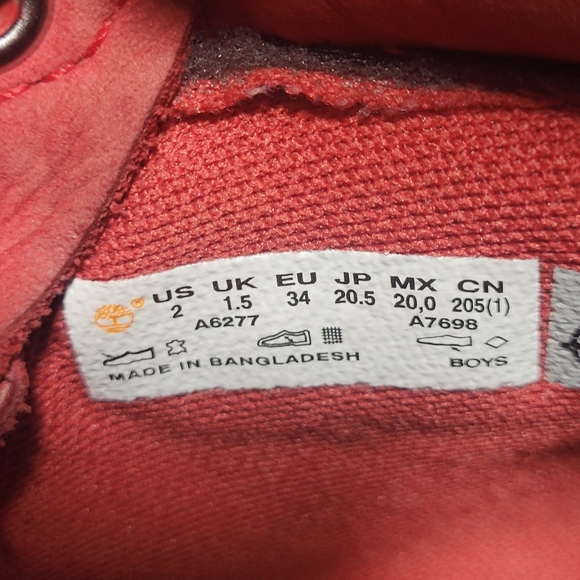 US UK EU JP MX CN
2 1.5 34 20.5 20,0 205(1)
A6277 A7698
MADE IN BANGLADESH BOYS